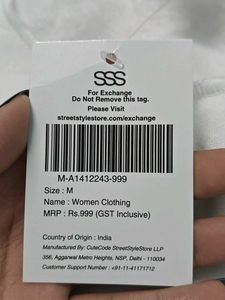 SSS
For Exchange
Do Not Remove this tag.
Please Visit
streetstylestore.com/exchange
M-A1412243-999
Size : M
Name : Women Clothing
MRP : Rs.999 (GST Inclusive)
Country of Origin : India
Manufactured By: CuteCode StreetStyleStore LLP
356, Aggarwal Metro Heights, NSP, Delhi - 110034
Customer Support Number : +91-11-41171712